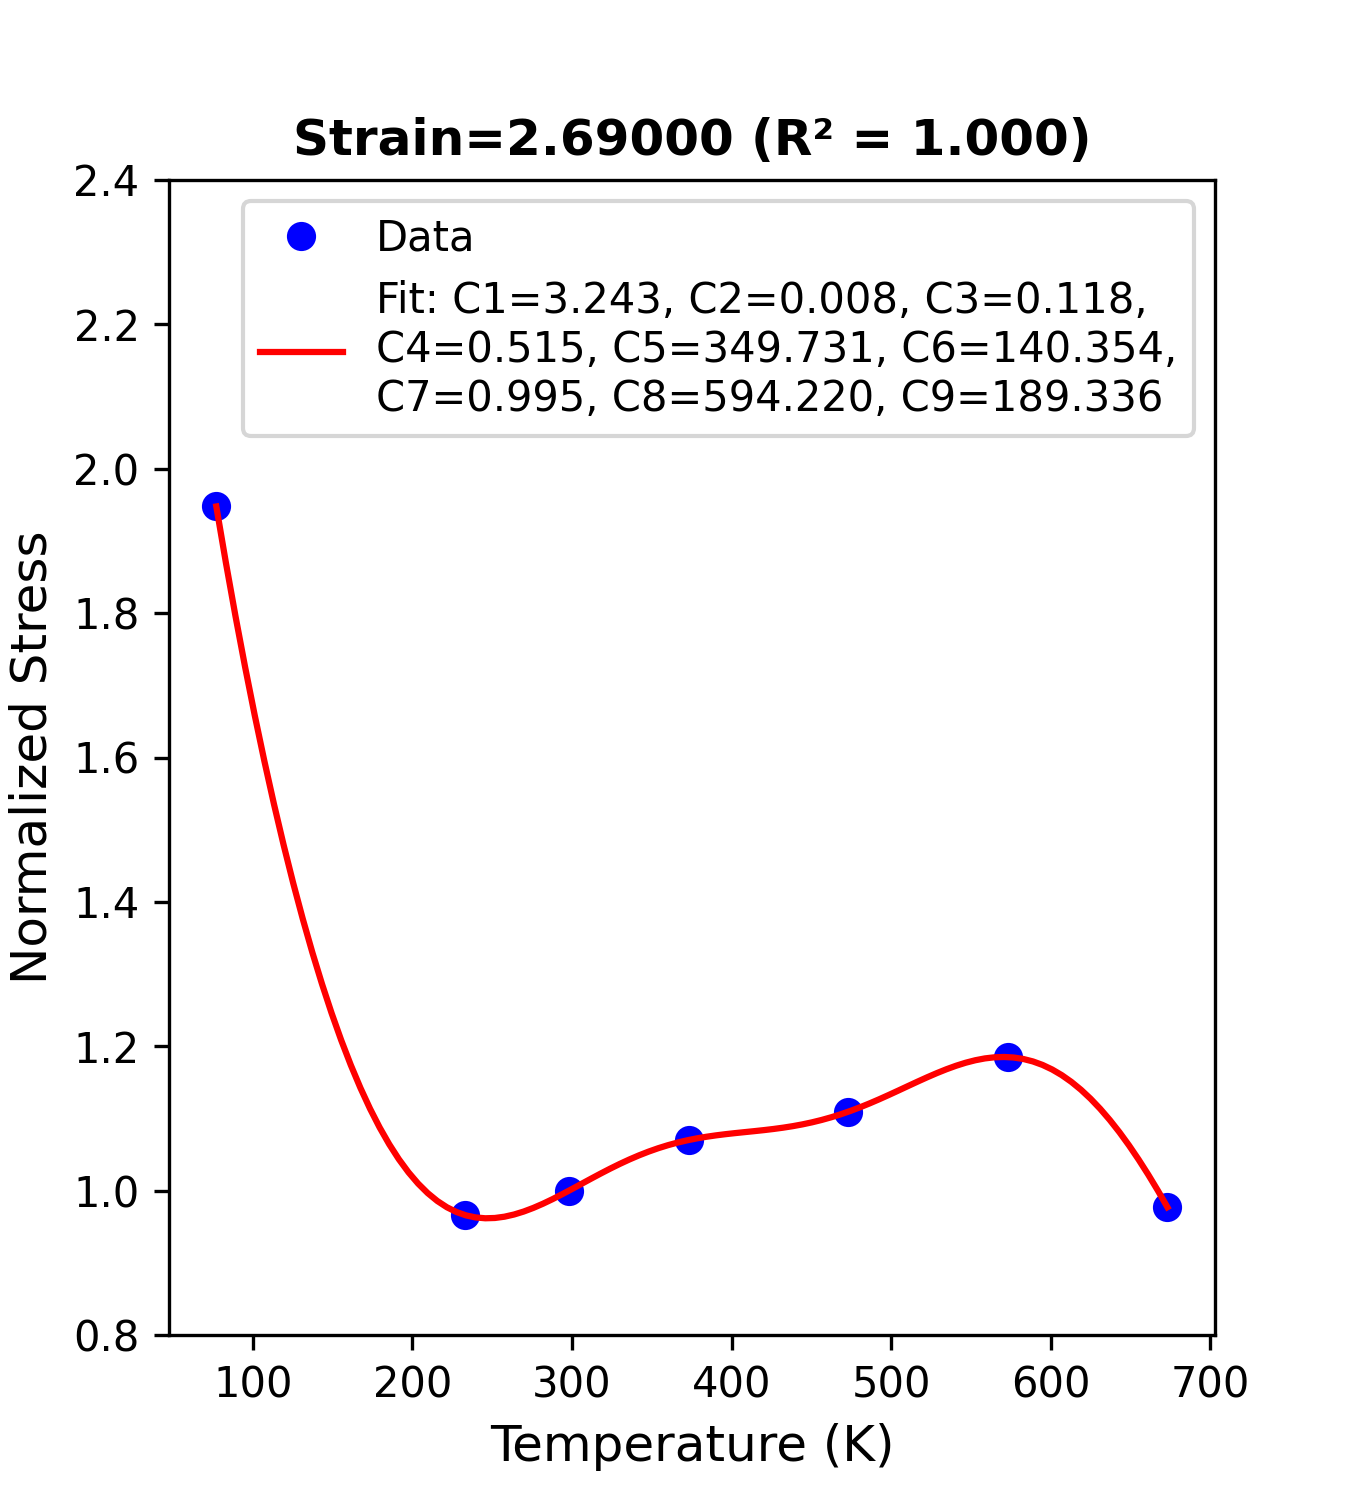 Strain=2.69000 (R² = 1.000)
2.4
2.2
2.0
1.8
1.6
1.4
1.2
1.0
0.8
Normalized Stress
Data
Fit: C1=3.243, C2=0.008, C3=0.118,
C4=0.515, C5=349.731, C6=140.354,
C7=0.995, C8=594.220, C9=189.336
100 200 300 400 500 600 700
Temperature (K)